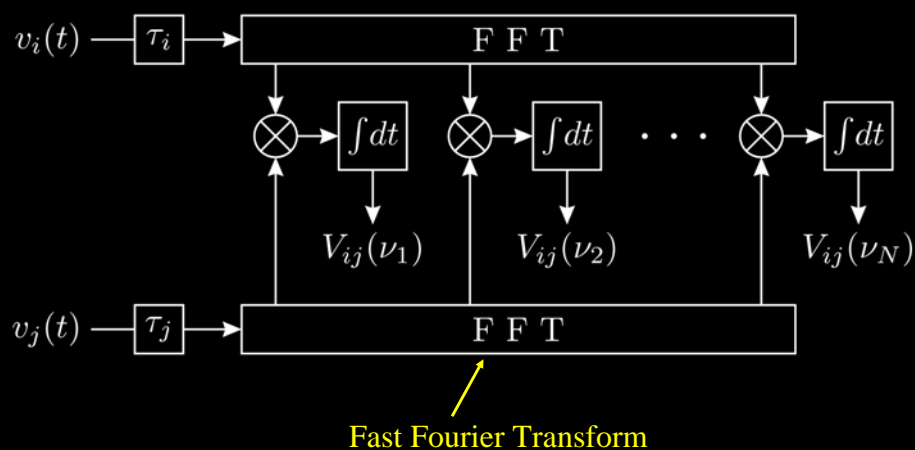 v_i(t) τ_i F F T
∫dt ∫dt · · · ∫dt
V_ij(ν_1) V_ij(ν_2) V_ij(ν_N)
v_j(t) τ_j F F T
Fast Fourier Transform